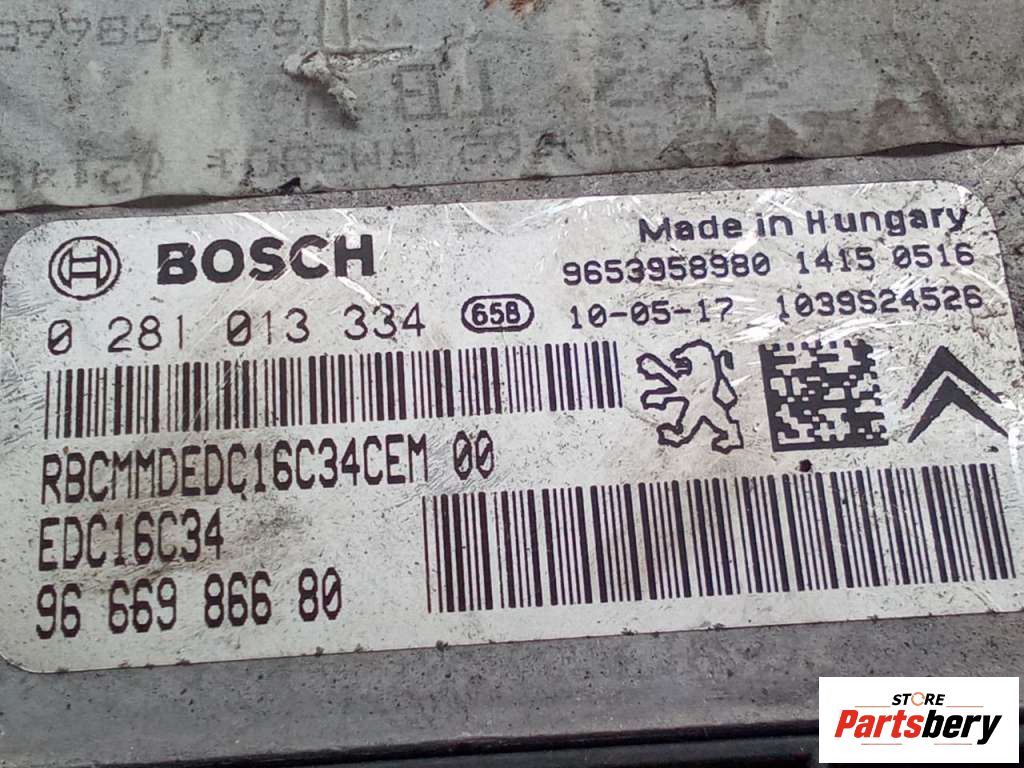 BOSCH
Made in Hungary
9653958980 1415 0516
0 281 013 334 65B 10-05-17 1039S24526
RBCMMDEDC16C34CEM 00
EDC16C34
96 669 866 80
STORE
Partsbery